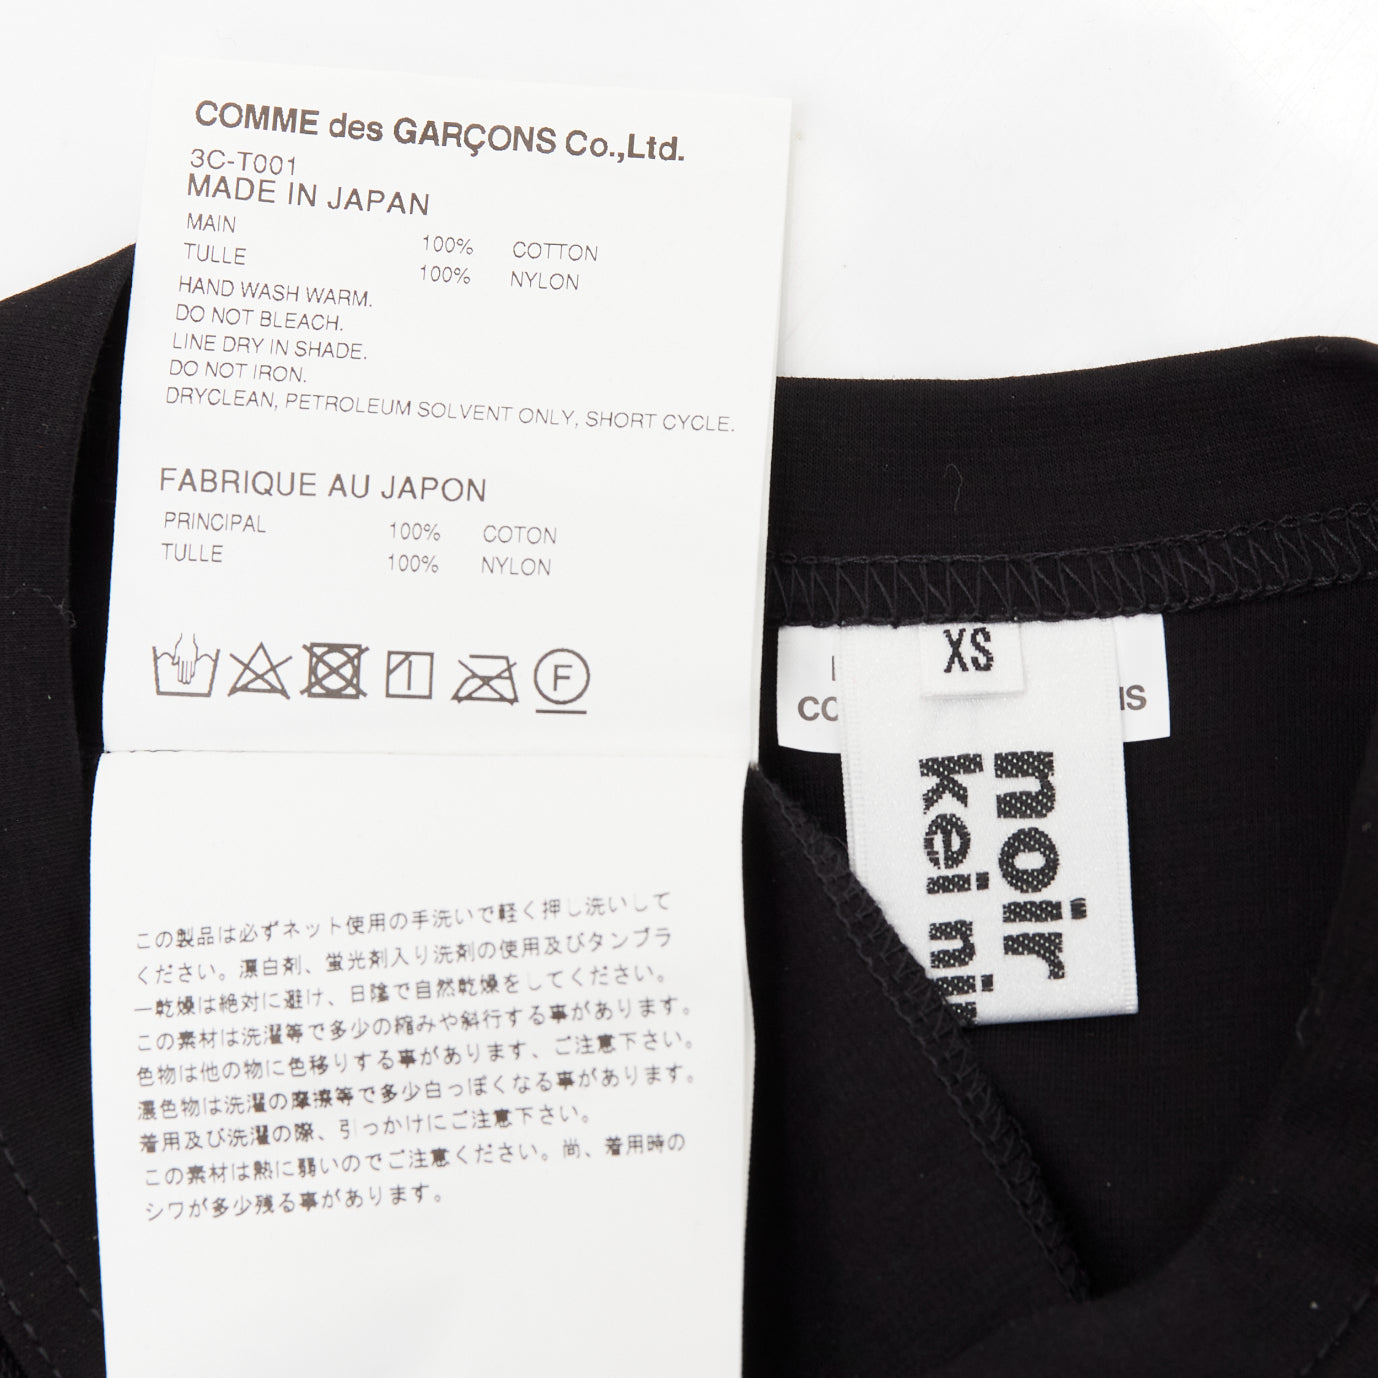 COMME des GARÇONS Co.,Ltd.
3C-T001
MADE IN JAPAN
MAIN 100% COTTON
TULLE 100% NYLON
HAND WASH WARM.
DO NOT BLEACH.
LINE DRY IN SHADE.
DO NOT IRON.
DRYCLEAN, PETROLEUM SOLVENT ONLY, SHORT CYCLE.
FABRIQUE AU JAPON
PRINCIPAL 100% COTON
TULLE 100% NYLON
F
この製品は必ずネット使用の手洗いで軽く押し洗いして
ください。漂白剤、蛍光剤入り洗剤の使用及びタンブラ
ー乾燥は絶対に避け、日陰で自然乾燥をしてください。
この素材は洗濯等で多少の縮みや斜行する事があります。
色物は他の物に色移りする事があります、ご注意下さい。
濃色物は洗濯の摩擦等で多少白っぽくなる事があります。
着用及び洗濯の際、引っかけにご注意下さい。
この素材は熱に弱いのでご注意ください。尚、着用時の
シワが多少残る事があります。
XS
noir
kei ni